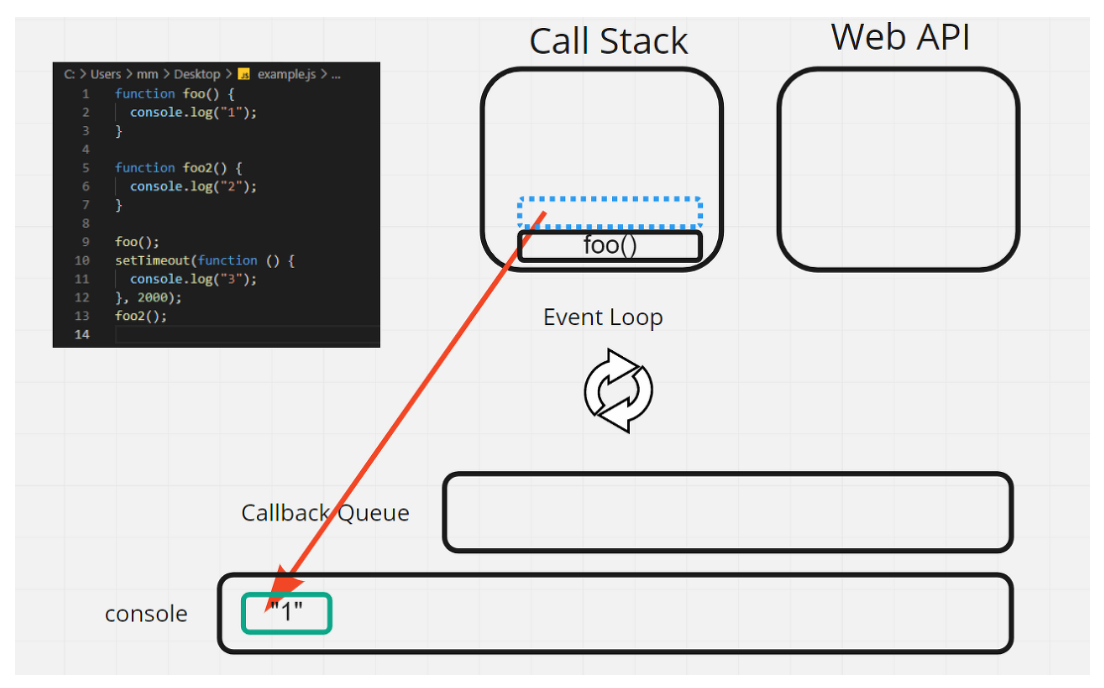 Call Stack
Web API
C: > Users > mm > Desktop > JS example.js > ...
1 function foo() {
2 console.log("1");
3 }
4
5 function foo2() {
6 console.log("2");
7 }
8
9 foo();
10 setTimeout(function () {
11 console.log("3");
12 }, 2000);
13 foo2();
14
foo()
Event Loop
Callback Queue
console
"1"